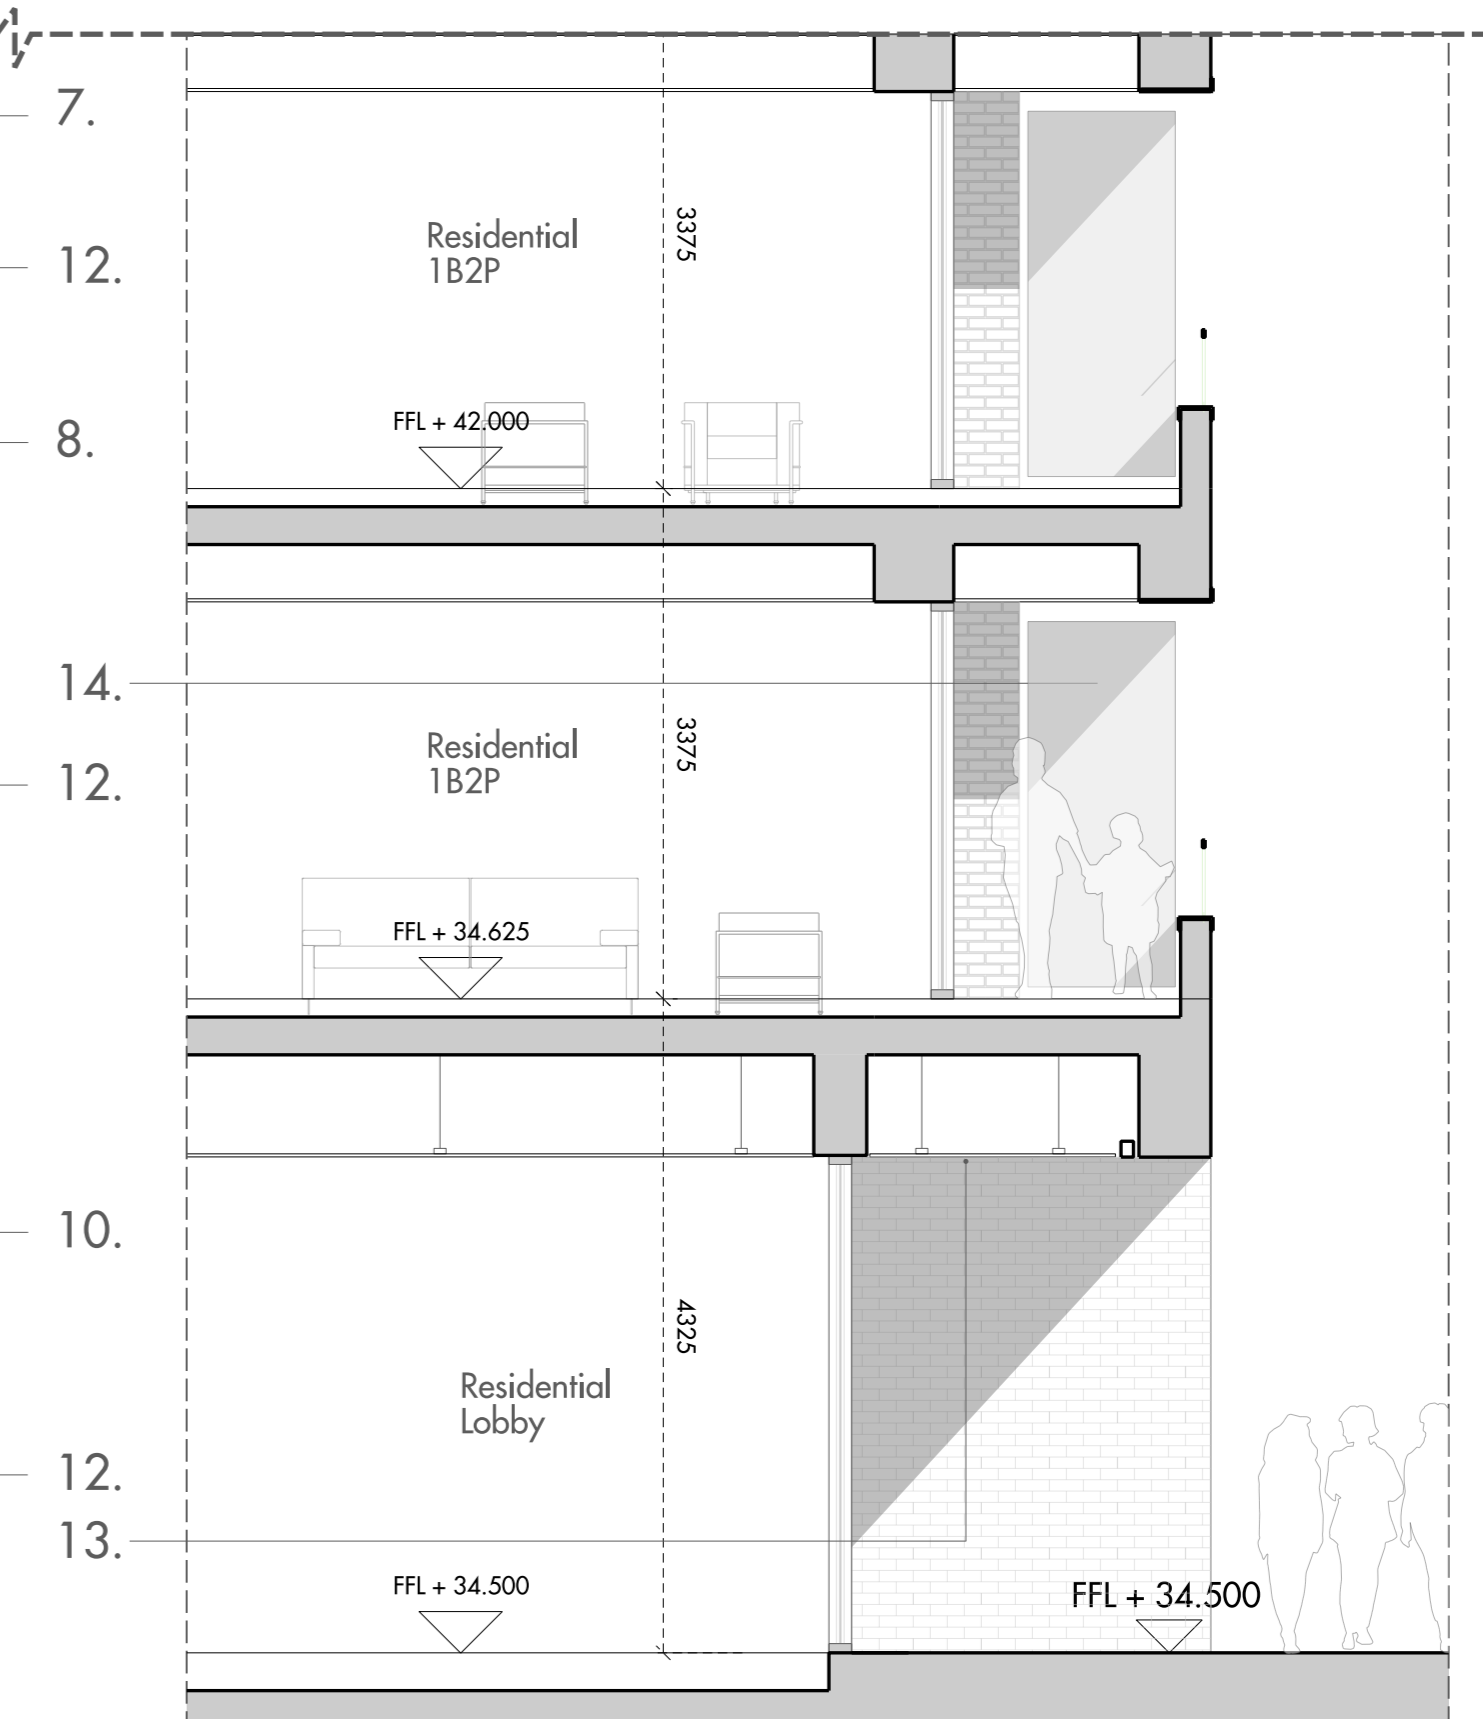 7.
12.
8.
14.
12.
10.
12.
13.
Residential
1B2P
3375
FFL + 42.000
Residential
1B2P
3375
FFL + 34.625
4325
Residential
Lobby
FFL + 34.500
FFL + 34.500